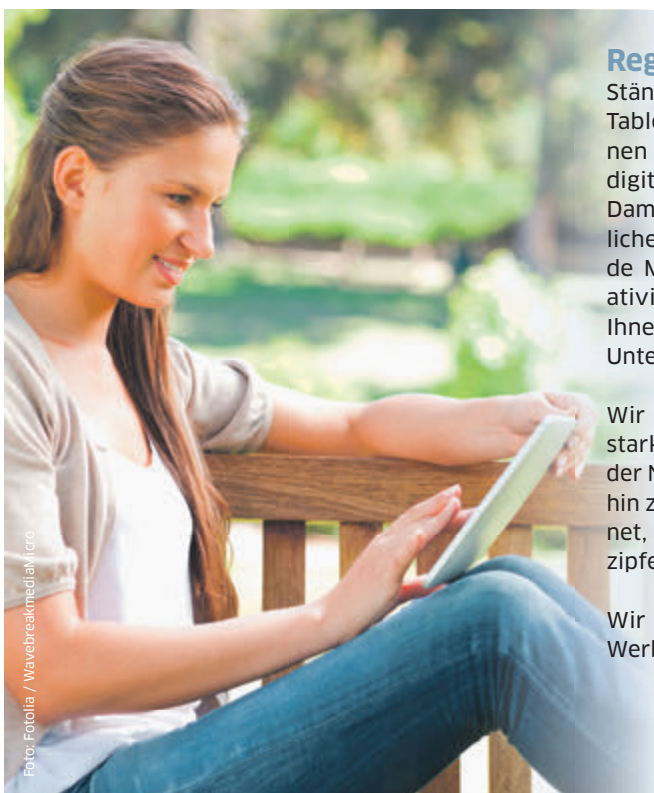 Reg
Stän
Table
nen
digit
Dam
liche
de M
ativi
Ihne
Unte
Wir
stark
der N
hin z
net,
zipfe
Wir
Werl
Foto: Fotolia / WavebreakmediaMicro